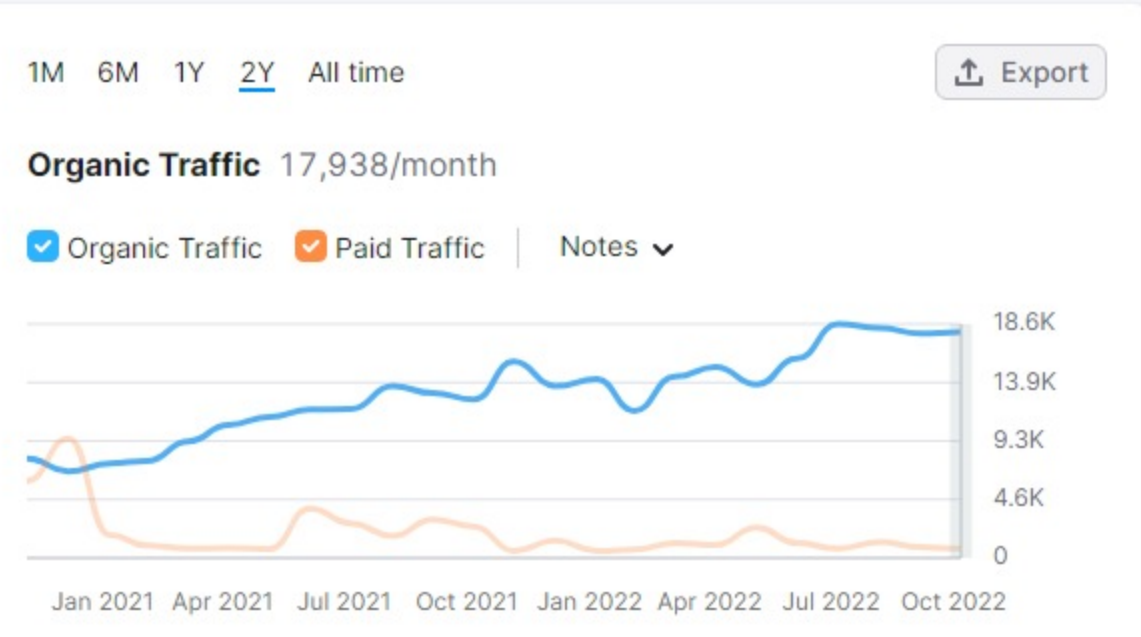 1M 6M 1Y 2Y All time Export
Organic Traffic 17,938/month
Organic Traffic Paid Traffic Notes
18.6K
13.9K
9.3K
4.6K
0
Jan 2021 Apr 2021 Jul 2021 Oct 2021 Jan 2022 Apr 2022 Jul 2022 Oct 2022